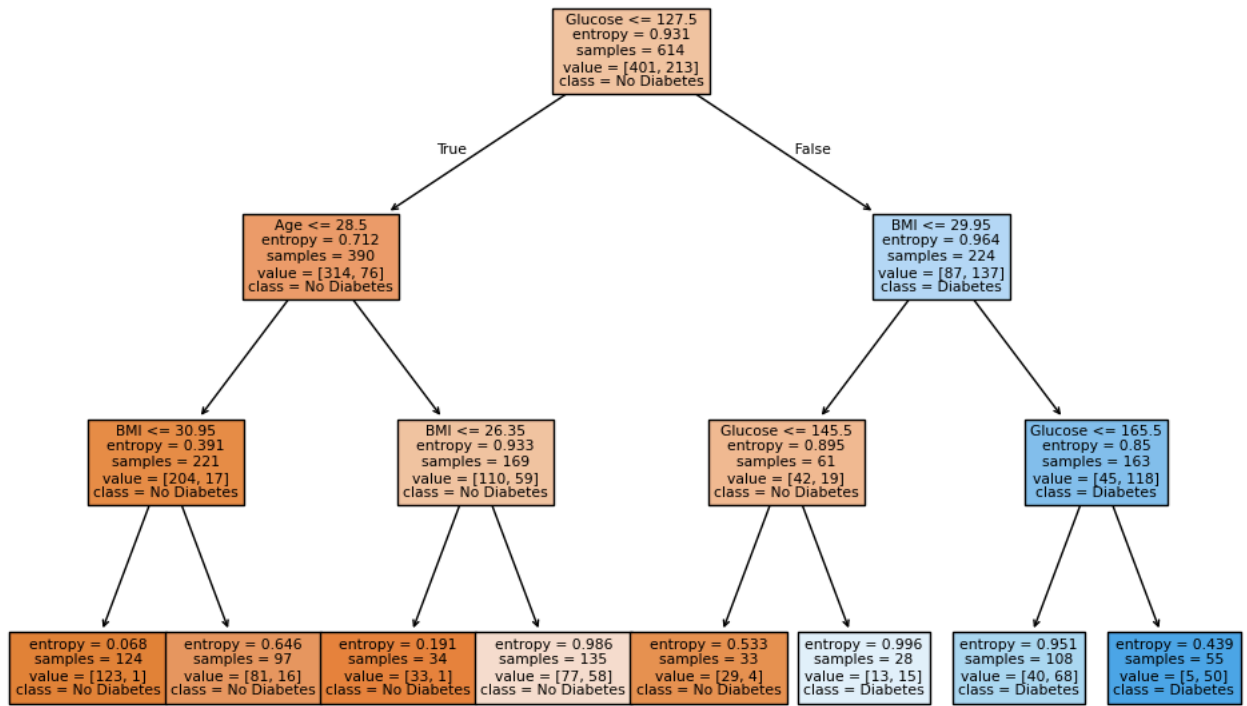 Glucose <= 127.5
entropy = 0.931
samples = 614
value = [401, 213]
class = No Diabetes
True
False
Age <= 28.5
entropy = 0.712
samples = 390
value = [314, 76]
class = No Diabetes
BMI <= 29.95
entropy = 0.964
samples = 224
value = [87, 137]
class = Diabetes
BMI <= 30.95
entropy = 0.391
samples = 221
value = [204, 17]
class = No Diabetes
BMI <= 26.35
entropy = 0.933
samples = 169
value = [110, 59]
class = No Diabetes
Glucose <= 145.5
entropy = 0.895
samples = 61
value = [42, 19]
class = No Diabetes
Glucose <= 165.5
entropy = 0.85
samples = 163
value = [45, 118]
class = Diabetes
entropy = 0.068
samples = 124
value = [123, 1]
class = No Diabetes
entropy = 0.646
samples = 97
value = [81, 16]
class = No Diabetes
entropy = 0.191
samples = 34
value = [33, 1]
class = No Diabetes
entropy = 0.986
samples = 135
value = [77, 58]
class = No Diabetes
entropy = 0.533
samples = 33
value = [29, 4]
class = No Diabetes
entropy = 0.996
samples = 28
value = [13, 15]
class = Diabetes
entropy = 0.951
samples = 108
value = [40, 68]
class = Diabetes
entropy = 0.439
samples = 55
value = [5, 50]
class = Diabetes